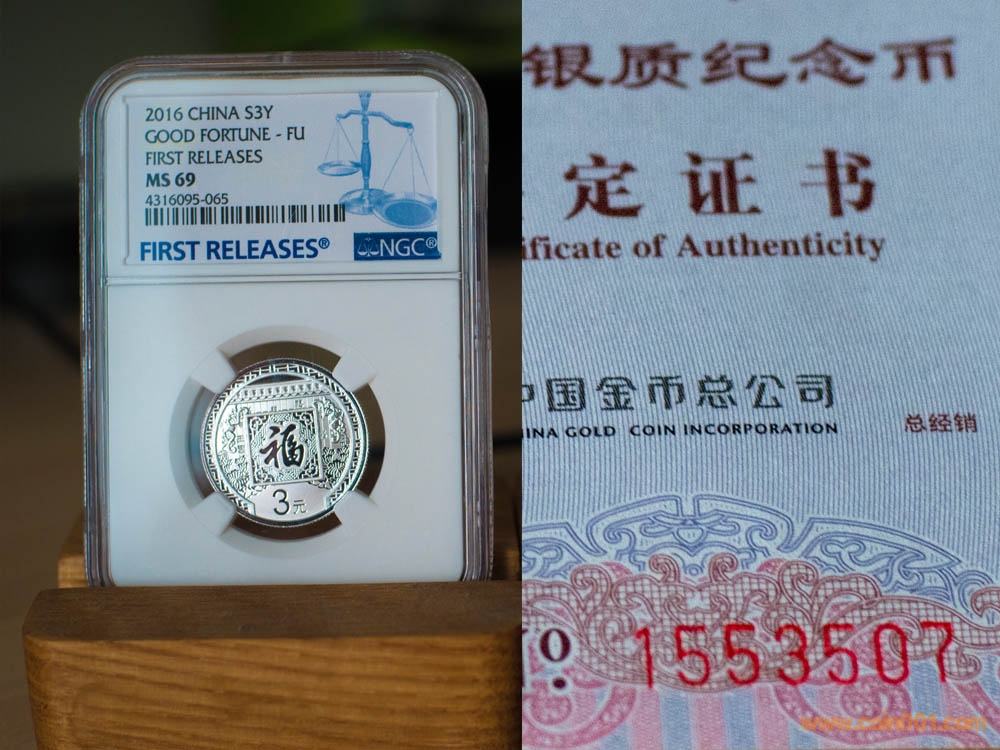 2016 CHINA S3Y
GOOD FORTUNE - FU
FIRST RELEASES
MS 69
4316095-065
FIRST RELEASES®
NGC®
福
3元
银质纪念币
定证书
ificate of Authenticity
中国金币总公司
INA GOLD COIN INCORPORATION
总经销
No. 1553507